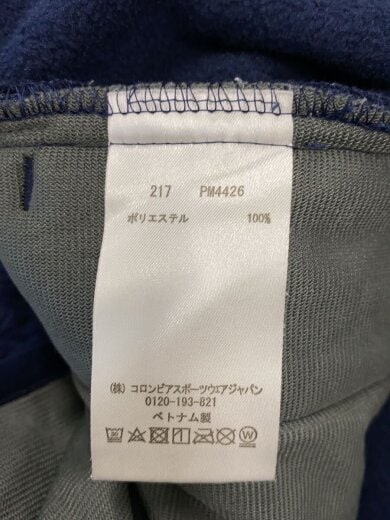 217 PM4426
ポリエステル 100%
(株) コロンビアスポーツウエアジャパン
0120-193-821
ベトナム製